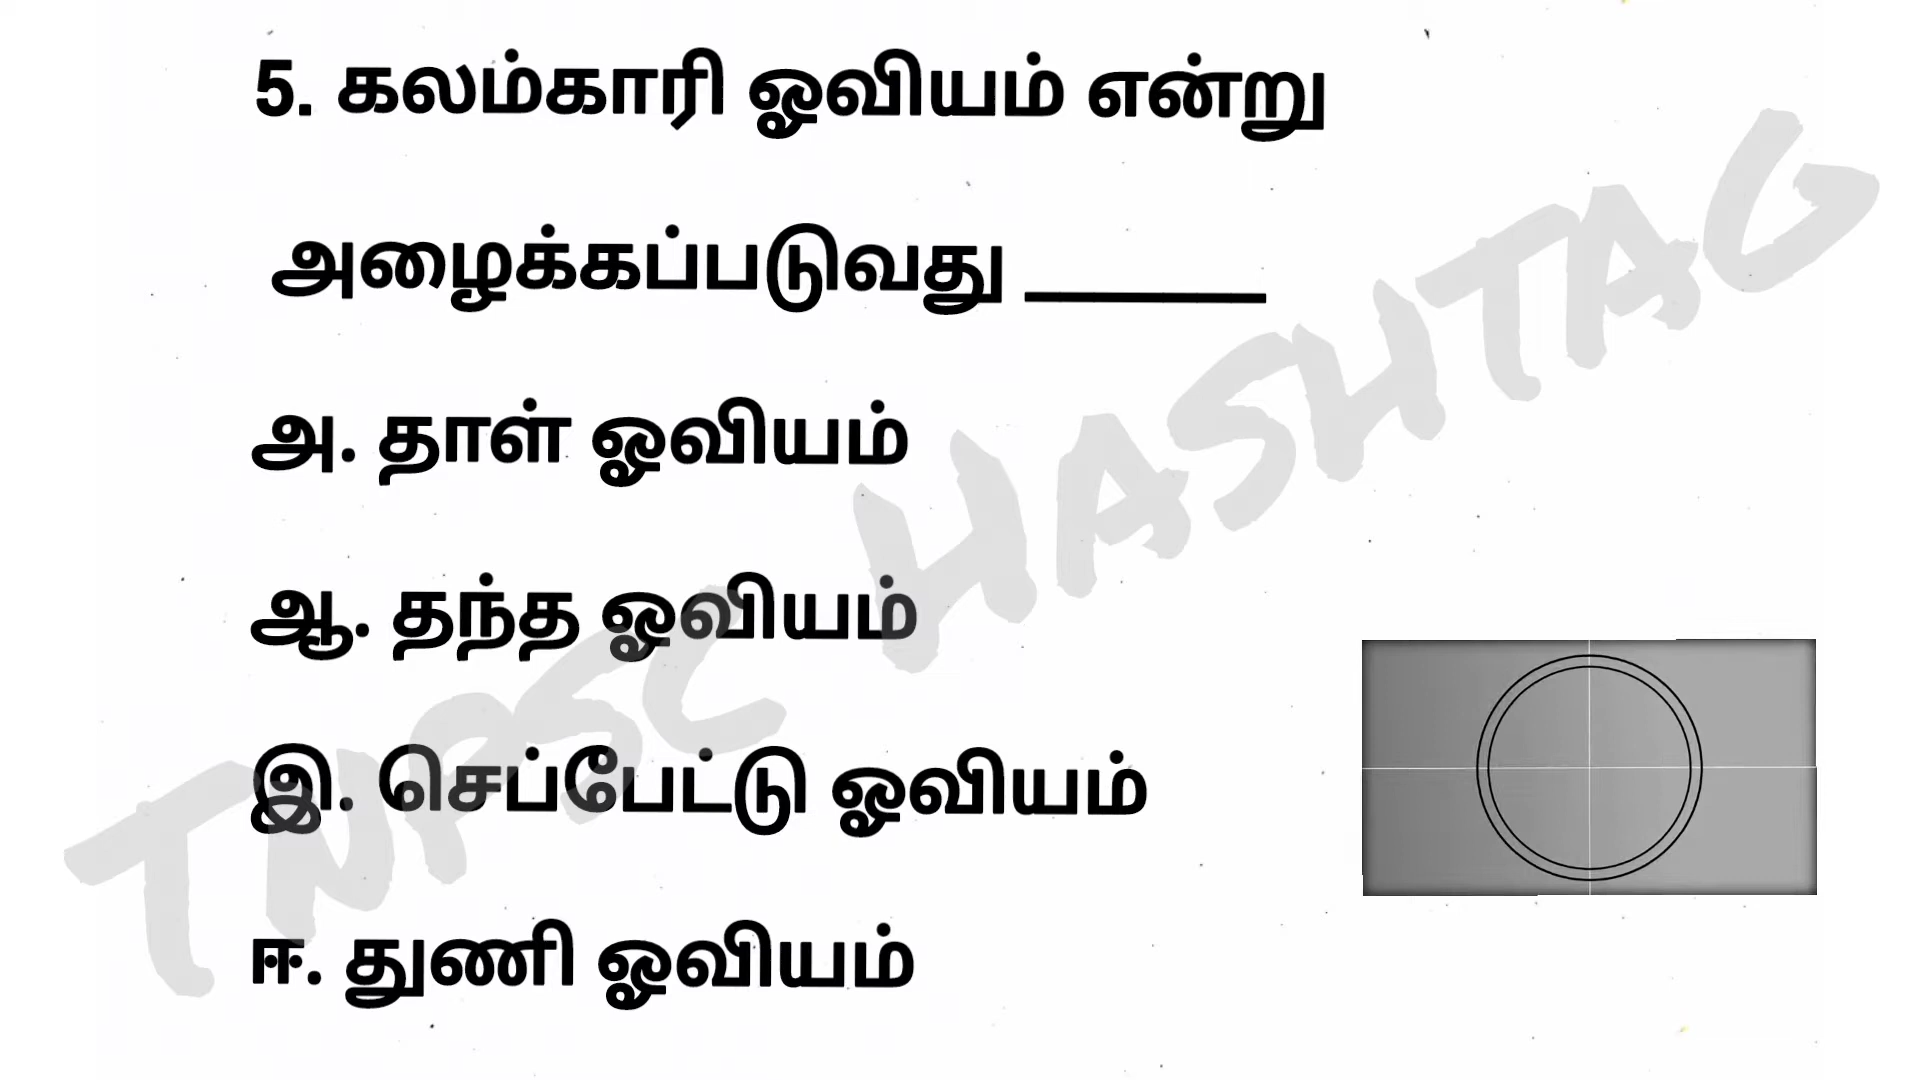 5. கலம்காரி ஓவியம் என்று
அழைக்கப்படுவது ______
அ. தாள் ஓவியம்
ஆ. தந்த ஓவியம்
இ. செப்பேட்டு ஓவியம்
ஈ. துணி ஓவியம்
TNPSC HASHTAG